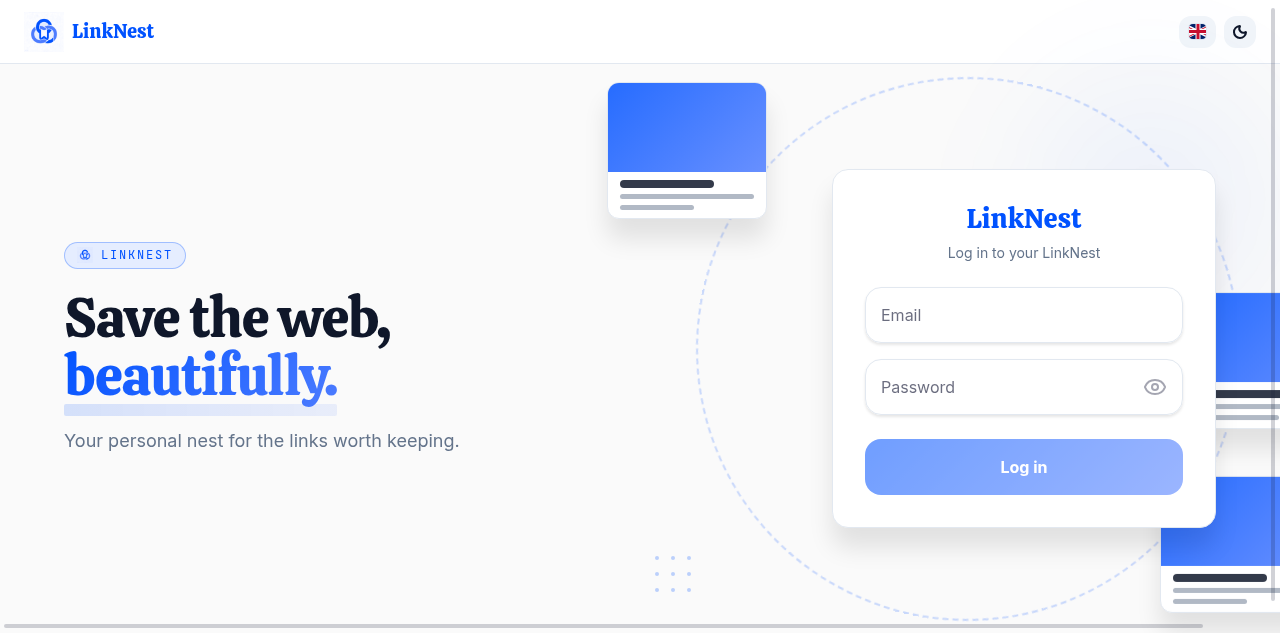 LinkNest
LINKNEST
Save the web,
beautifully.
Your personal nest for the links worth keeping.
LinkNest
Log in to your LinkNest
Email
Password
Log in